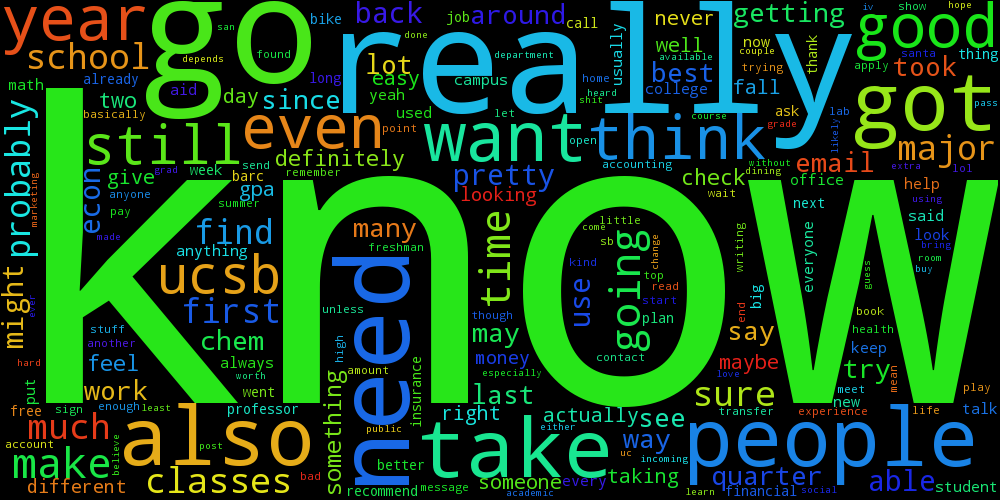 year
go
really
good
back
around
job
call
bike
san
depends
found
done
department
usually
available
never
getting
iv
show
hope
santa
thing
apply
took
school
lot
easy
yeah
campus
home
heard
shit
well
best
college
now
couple
trying
thank
fall
math
already
aid
day
long
since
used
let
course
ask
grade
lab
likely
got
pass
two
basically
even
point
want
open
think
major
probably
still
definitely
remember
send
accounting
without
dining
email
extra
lol
marketing
econ
give
grad
week
barc
gpa
summer
anyone
pay
made
pretty
looking
check
wait
office
help
using
know
find
anything
many
freshman
time
little
come
sb
kind
going
change
top
read
start
plan
contact
use
writing
next
everyone
said
look
bring
room
buy
guess
ucsb
first
need
unless
high
might
ever
stuff
another
chem
feel
always
worth
hard
put
work
went
amount
insurance
may
though
money
especially
say
end
big
maybe
love
book
health
keep
try
mean
meet
new
play
free
sign
enough
least
professor
last
sure
transfer
experience
life
talk
much
account
believe
also
post
bad
something
public
right
take
actually
either
see
people
make
different
classes
better
recommend
message
someone
academic
every
way
uc
incoming
taking
quarter
learn
financial
social
able
student